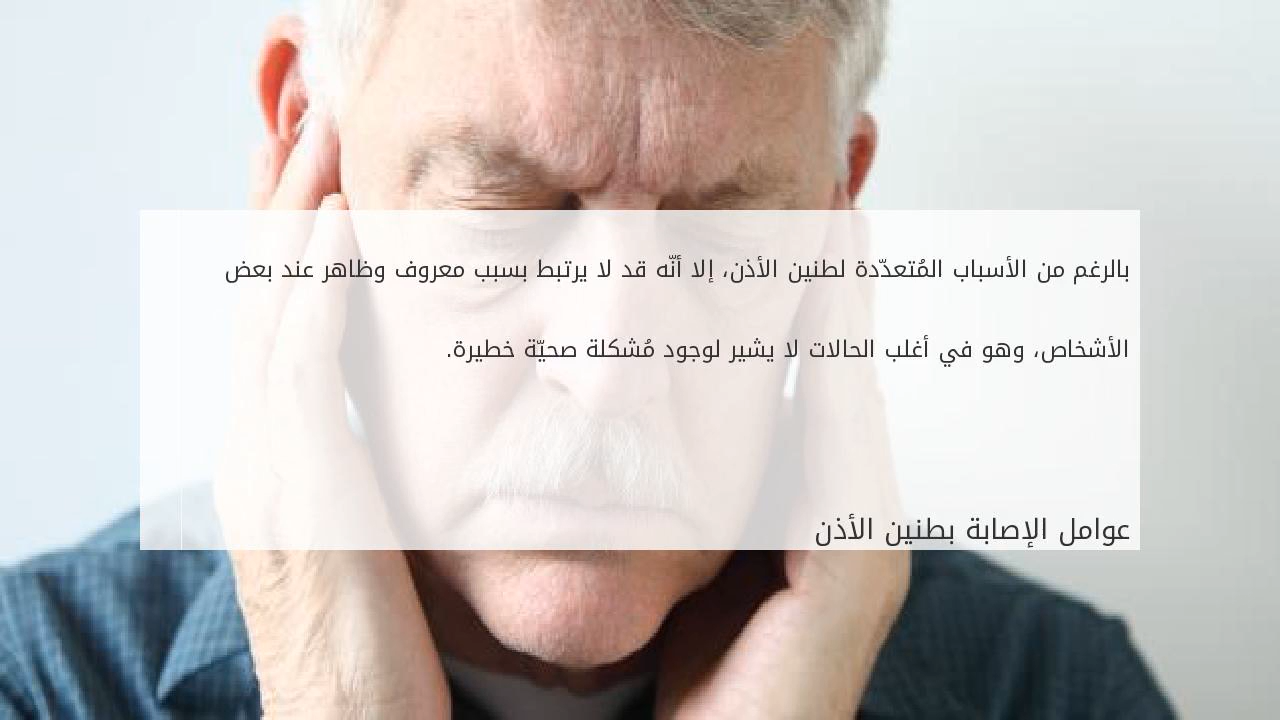 بالرغم من الأسباب المُتعدّدة لطنين الأذن، إلا أنّه قد لا يرتبط بسبب معروف وظاهر عند بعض
الأشخاص، وهو في أغلب الحالات لا يشير لوجود مُشكلة صحيّة خطيرة.
عوامل الإصابة بطنين الأذن